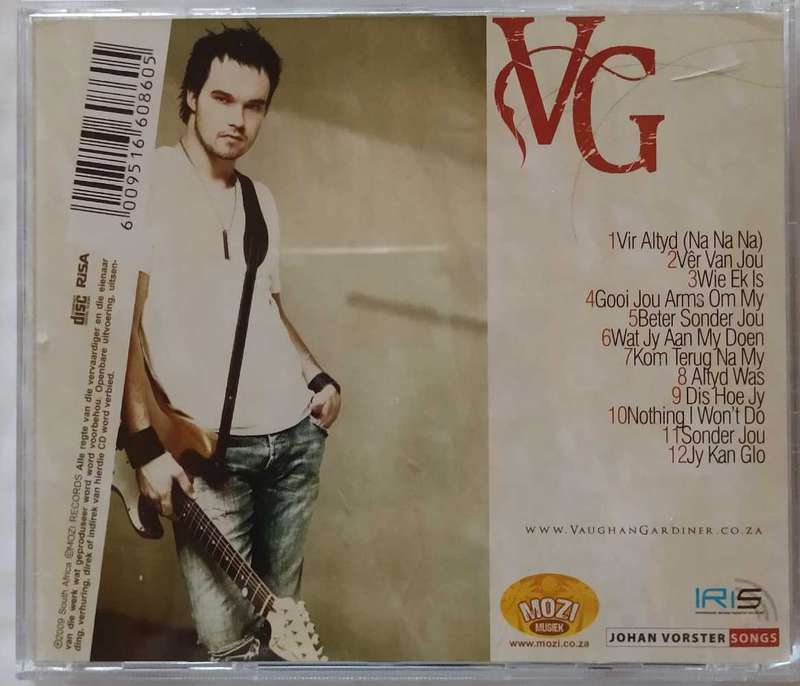 VG
6009516608605
COMPACT
disc
DIGITAL AUDIO
RiSA
℗2009 South Africa ©MOZI RECORDS Alle regte van die vervaardiger en die eienaar
van die werk wat geproduseer word word voorbehou. Openbare uitvoering, uitsen-
ding, verhuring, direk of indirek van hierdie CD word verbied.
1Vir Altyd (Na Na Na)
2Vêr Van Jou
3Wie Ek Is
4Gooi Jou Arms Om My
5Beter Sonder Jou
6Wat Jy Aan My Doen
7Kom Terug Na My
8 Altyd Was
9 Dis Hoe Jy
10Nothing I Won't Do
11Sonder Jou
12Jy Kan Glo
www.VaughanGardiner.co.za
MOZI
MUSIEK
www.mozi.co.za
IRIS
JOHAN VORSTER SONGS